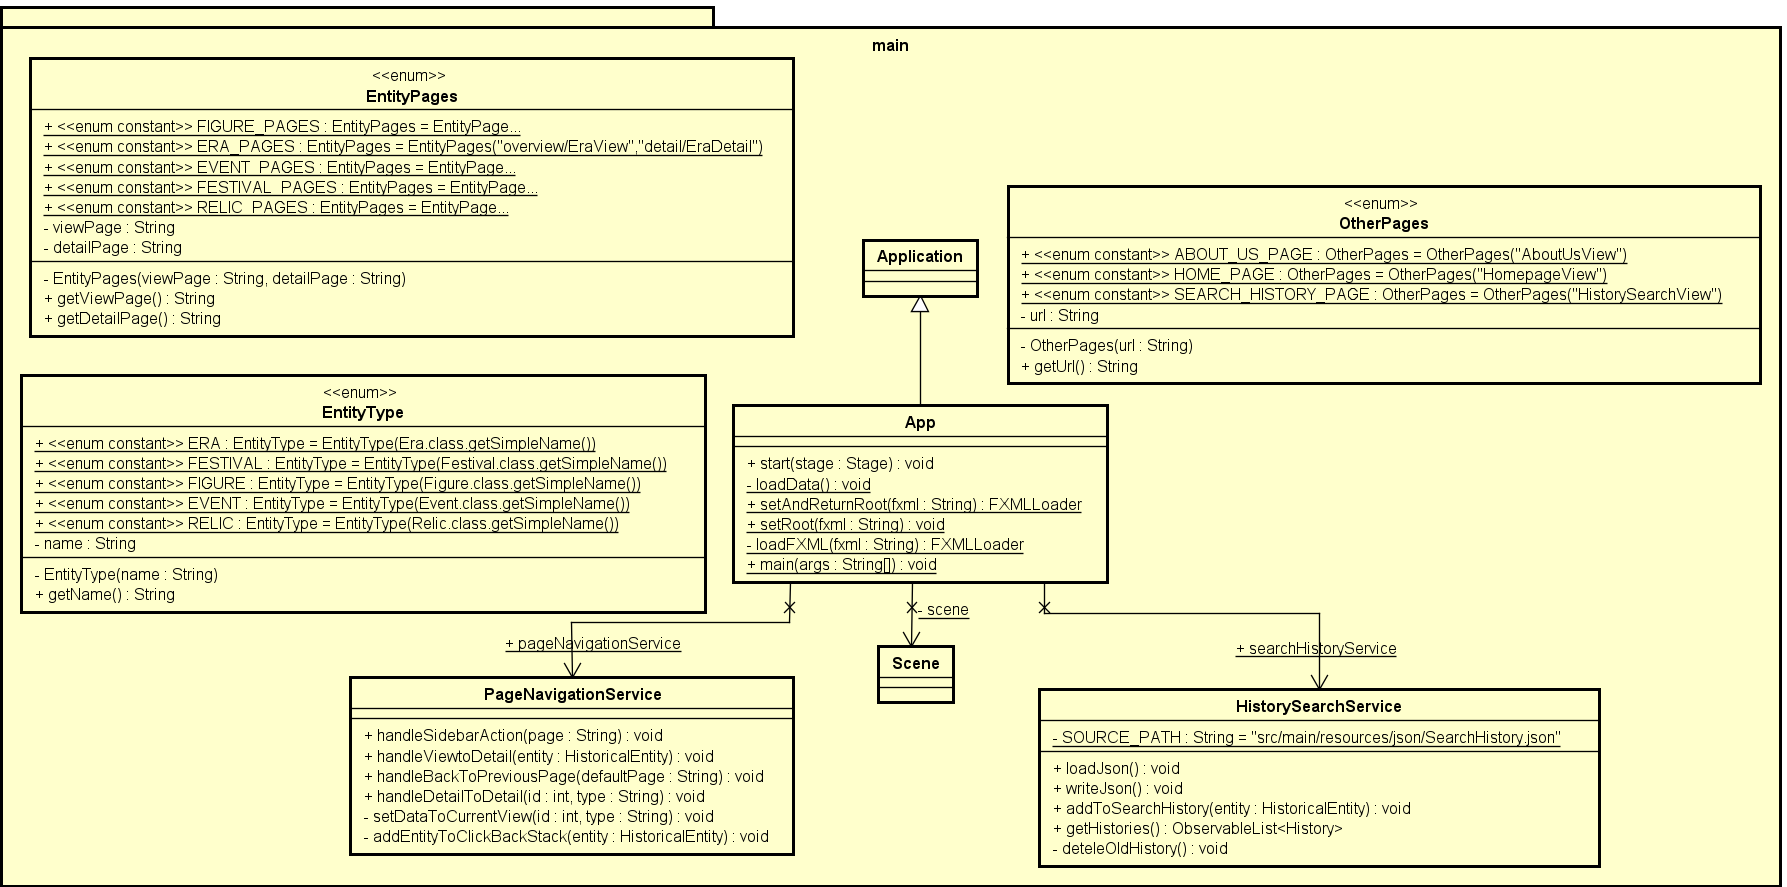 main
<<enum>>
EntityPages
+ <<enum constant>> FIGURE_PAGES : EntityPages = EntityPage...
+ <<enum constant>> ERA_PAGES : EntityPages = EntityPages("overview/EraView","detail/EraDetail")
+ <<enum constant>> EVENT_PAGES : EntityPages = EntityPage...
+ <<enum constant>> FESTIVAL_PAGES : EntityPages = EntityPage...
+ <<enum constant>> RELIC_PAGES : EntityPages = EntityPage...
- viewPage : String
- detailPage : String
- EntityPages(viewPage : String, detailPage : String)
+ getViewPage() : String
+ getDetailPage() : String
<<enum>>
OtherPages
+ <<enum constant>> ABOUT_US_PAGE : OtherPages = OtherPages("AboutUsView")
+ <<enum constant>> HOME_PAGE : OtherPages = OtherPages("HomepageView")
+ <<enum constant>> SEARCH_HISTORY_PAGE : OtherPages = OtherPages("HistorySearchView")
- url : String
- OtherPages(url : String)
+ getUrl() : String
Application
<<enum>>
EntityType
+ <<enum constant>> ERA : EntityType = EntityType(Era.class.getSimpleName())
+ <<enum constant>> FESTIVAL : EntityType = EntityType(Festival.class.getSimpleName())
+ <<enum constant>> FIGURE : EntityType = EntityType(Figure.class.getSimpleName())
+ <<enum constant>> EVENT : EntityType = EntityType(Event.class.getSimpleName())
+ <<enum constant>> RELIC : EntityType = EntityType(Relic.class.getSimpleName())
- name : String
- EntityType(name : String)
+ getName() : String
App
+ start(stage : Stage) : void
- loadData() : void
+ setAndReturnRoot(fxml : String) : FXMLLoader
+ setRoot(fxml : String) : void
- loadFXML(fxml : String) : FXMLLoader
+ main(args : String[]) : void
- scene
+ pageNavigationService
+ searchHistoryService
Scene
PageNavigationService
+ handleSidebarAction(page : String) : void
+ handleViewtoDetail(entity : HistoricalEntity) : void
+ handleBackToPreviousPage(defaultPage : String) : void
+ handleDetailToDetail(id : int, type : String) : void
- setDataToCurrentView(id : int, type : String) : void
- addEntityToClickBackStack(entity : HistoricalEntity) : void
HistorySearchService
- SOURCE_PATH : String = "src/main/resources/json/SearchHistory.json"
+ loadJson() : void
+ writeJson() : void
+ addToSearchHistory(entity : HistoricalEntity) : void
+ getHistories() : ObservableList<History>
- deteleOldHistory() : void